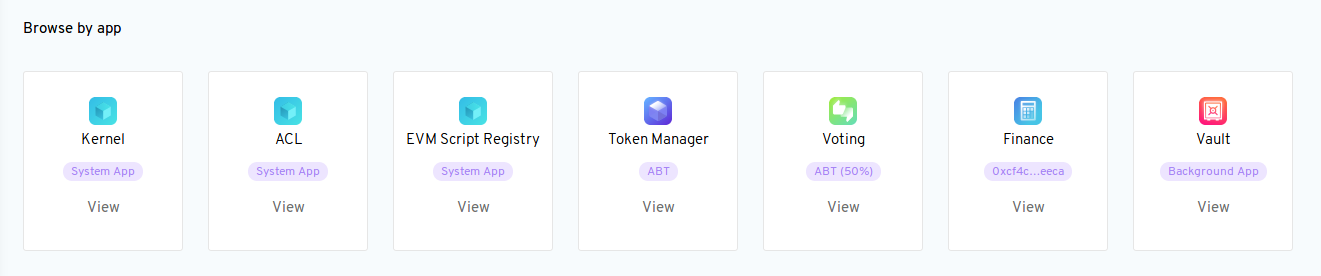 Browse by app
Kernel
System App
View
ACL
System App
View
EVM Script Registry
System App
View
Token Manager
ABT
View
Voting
ABT (50%)
View
Finance
0xcf4c…eeca
View
Vault
Background App
View